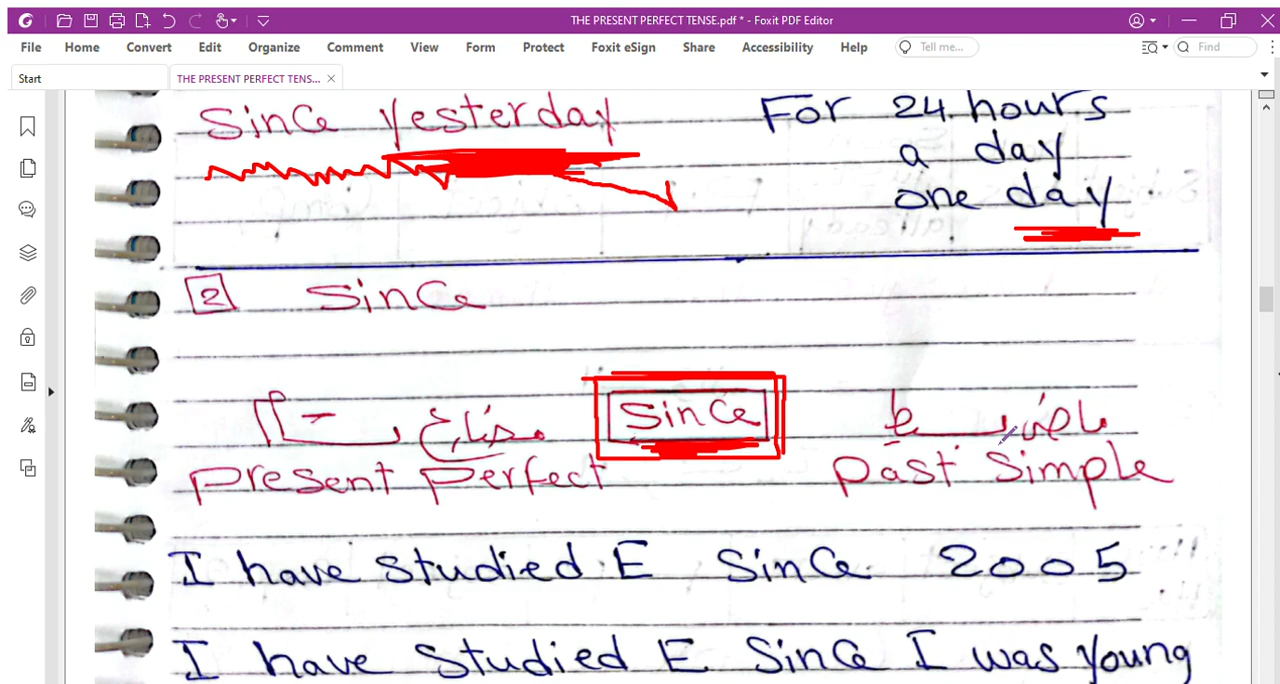 THE PRESENT PERFECT TENSE.pdf * - Foxit PDF Editor
File Home Convert Edit Organize Comment View Form Protect Foxit eSign Share Accessibility Help Tell me... Find
Start THE PRESENT PERFECT TENS...
Since yesterday For 24 hours
a day
one day
2 Since
مضارع تام Since ماضى بسيط
present perfect past simple
I have studied E Since 2005
I have studied E Since I was young